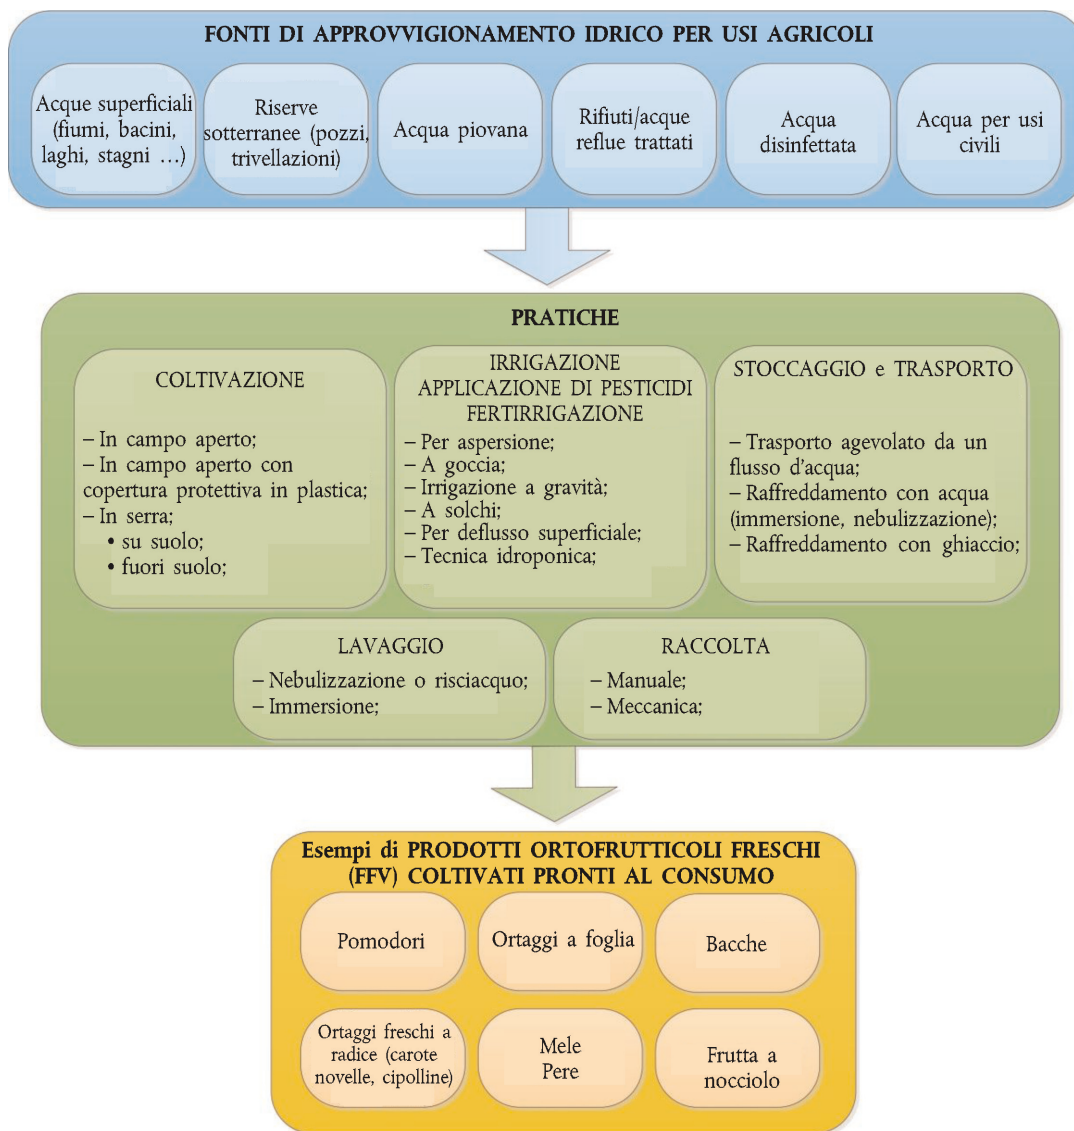 FONTI DI APPROVVIGIONAMENTO IDRICO PER USI AGRICOLI
Acque superficiali
(fiumi, bacini,
laghi, stagni …)
Riserve
sotterranee (pozzi,
trivellazioni)
Acqua piovana
Rifiuti/acque
reflue trattati
Acqua
disinfettata
Acqua per usi
civili
PRATICHE
COLTIVAZIONE
– In campo aperto;
– In campo aperto con
copertura protettiva in plastica;
– In serra;
• su suolo;
• fuori suolo;
IRRIGAZIONE
APPLICAZIONE DI PESTICIDI
FERTIRRIGAZIONE
– Per aspersione;
– A goccia;
– Irrigazione a gravità;
– A solchi;
– Per deflusso superficiale;
– Tecnica idroponica;
STOCCAGGIO e TRASPORTO
– Trasporto agevolato da un
flusso d'acqua;
– Raffreddamento con acqua
(immersione, nebulizzazione);
– Raffreddamento con ghiaccio;
LAVAGGIO
– Nebulizzazione o risciacquo;
– Immersione;
RACCOLTA
– Manuale;
– Meccanica;
Esempi di PRODOTTI ORTOFRUTTICOLI FRESCHI
(FFV) COLTIVATI PRONTI AL CONSUMO
Pomodori
Ortaggi a foglia
Bacche
Ortaggi freschi a
radice (carote
novelle, cipolline)
Mele
Pere
Frutta a
nocciolo